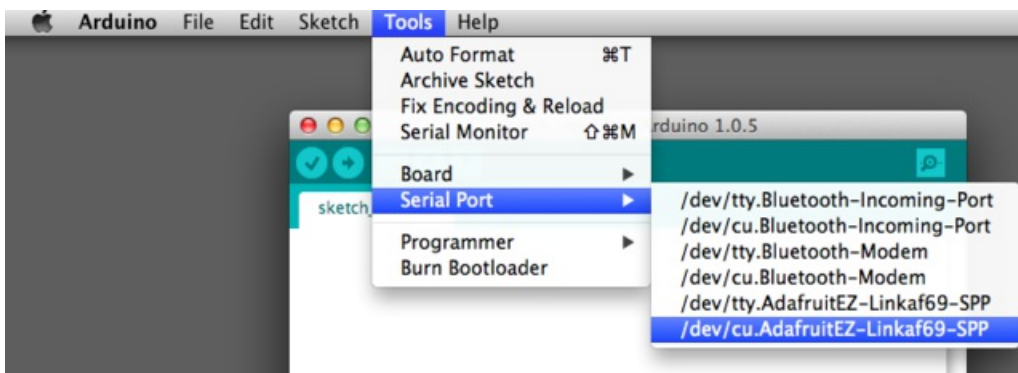 Arduino File Edit Sketch Tools Help
Auto Format ⌘T
Archive Sketch
Fix Encoding & Reload
Serial Monitor ⇧⌘M
rduino 1.0.5
Board
sketch_
Serial Port
Programmer
Burn Bootloader
/dev/tty.Bluetooth-Incoming-Port
/dev/cu.Bluetooth-Incoming-Port
/dev/tty.Bluetooth-Modem
/dev/cu.Bluetooth-Modem
/dev/tty.AdafruitEZ-Linkaf69-SPP
/dev/cu.AdafruitEZ-Linkaf69-SPP